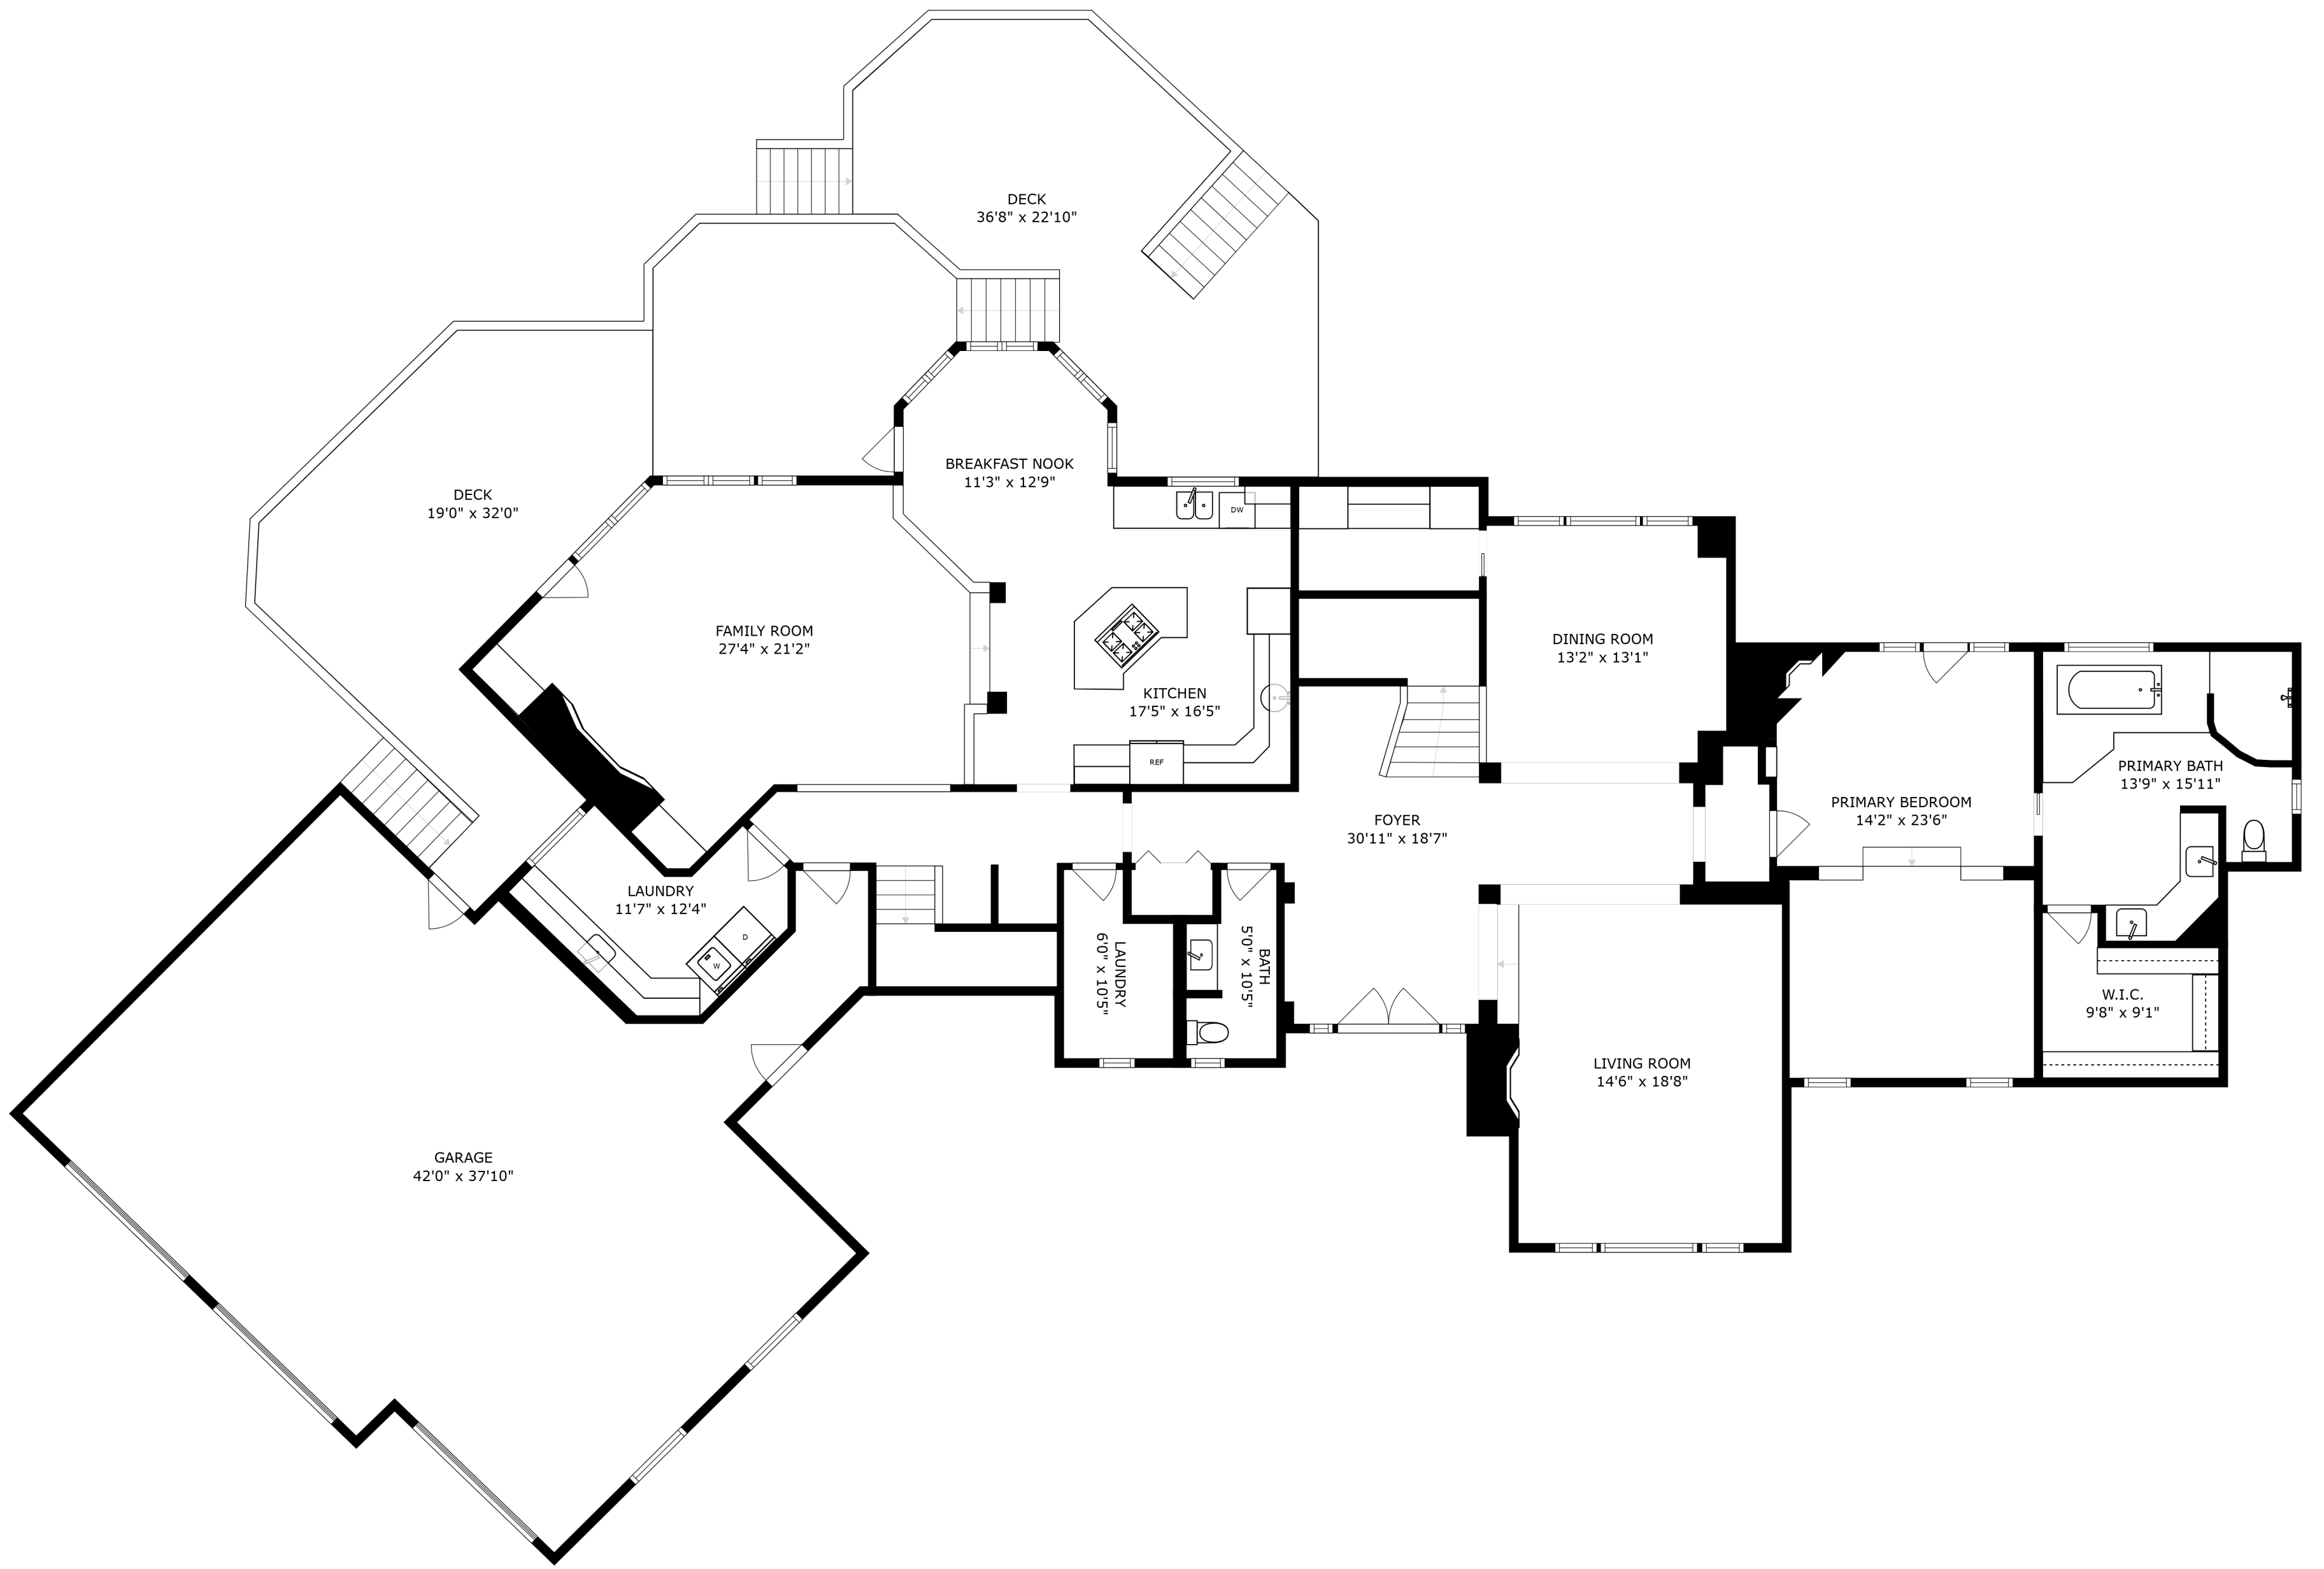 DECK
36'8" x 22'10"
BREAKFAST NOOK
11'3" x 12'9"
DECK
19'0" x 32'0"
DW
FAMILY ROOM
27'4" x 21'2"
DINING ROOM
13'2" x 13'1"
KITCHEN
17'5" x 16'5"
REF
PRIMARY BATH
13'9" x 15'11"
PRIMARY BEDROOM
14'2" x 23'6"
FOYER
30'11" x 18'7"
LAUNDRY
11'7" x 12'4"
D
W
LAUNDRY
6'0" x 10'5"
BATH
5'0" x 10'5"
W.I.C.
9'8" x 9'1"
LIVING ROOM
14'6" x 18'8"
GARAGE
42'0" x 37'10"